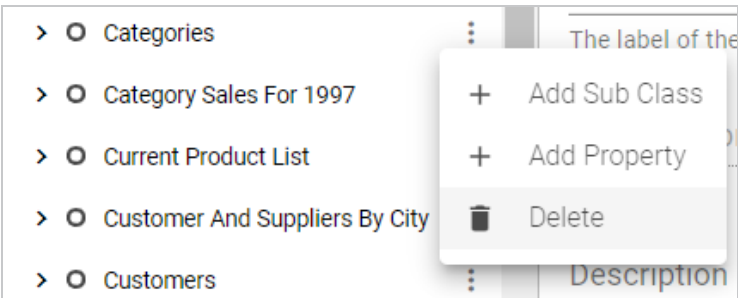 Categories
The label of the
Category Sales For 1997
Add Sub Class
Current Product List
Add Property
Customer And Suppliers By City
Delete
Customers
Description